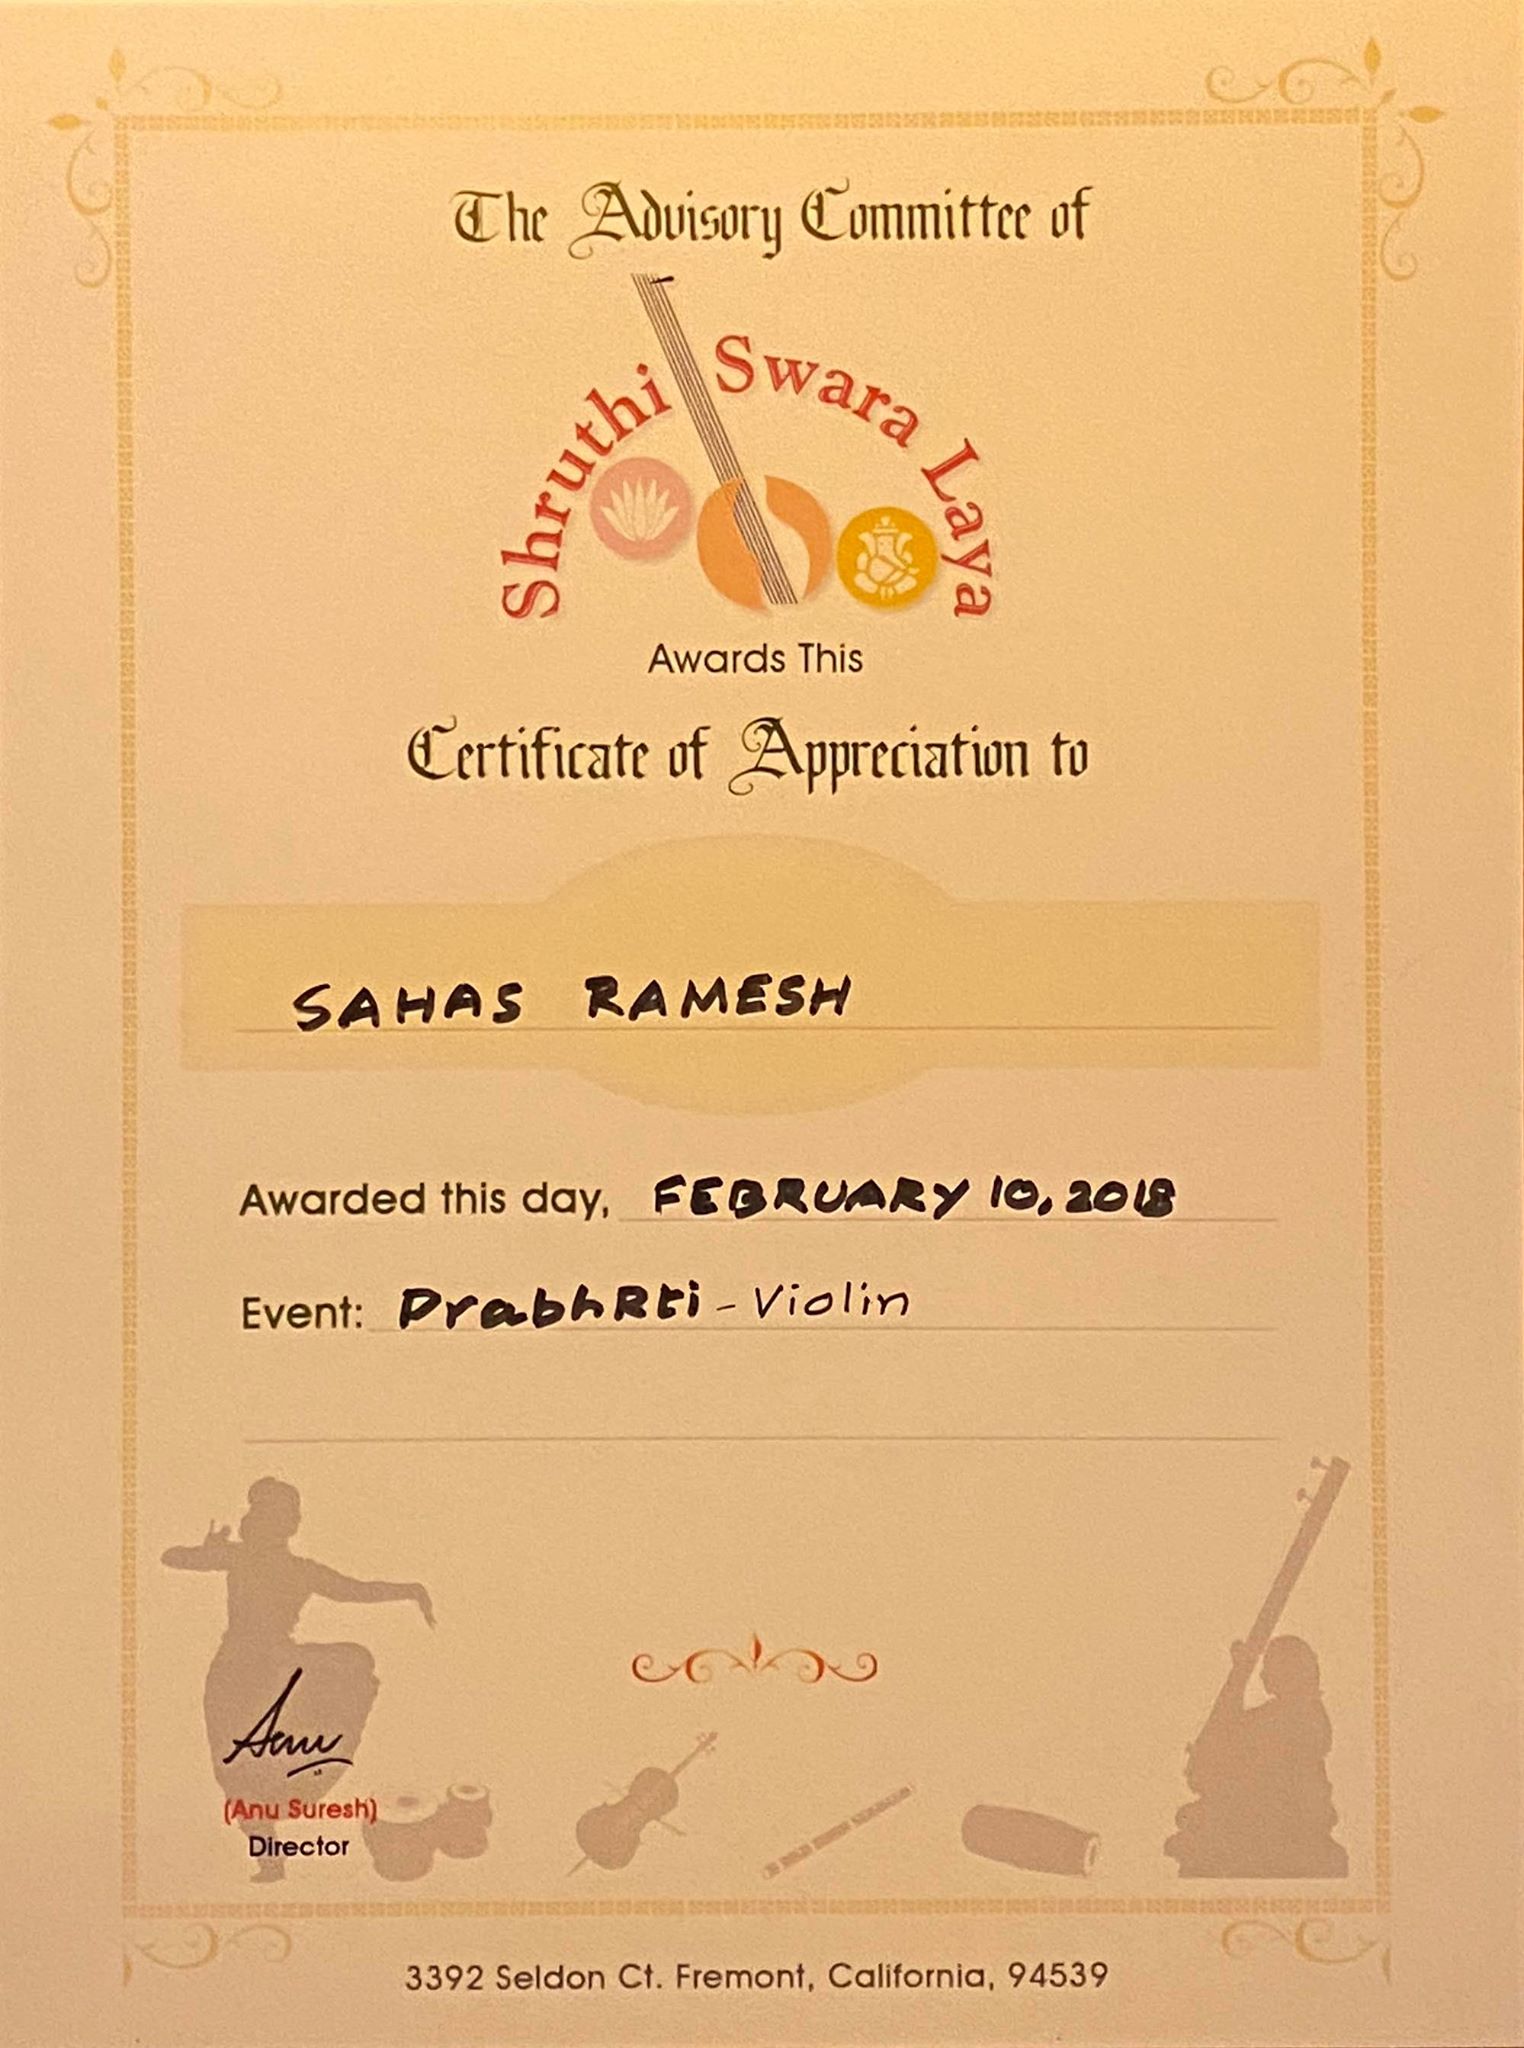 The Advisory Committee of
Shruthi Swara Laya
Awards This
Certificate of Appreciation to
SAHAS RAMESH
Awarded this day, FEBRUARY 10, 2018
Event: PrabhRti - Violin
Anu
(Anu Suresh)
Director
3392 Seldon Ct. Fremont, California, 94539